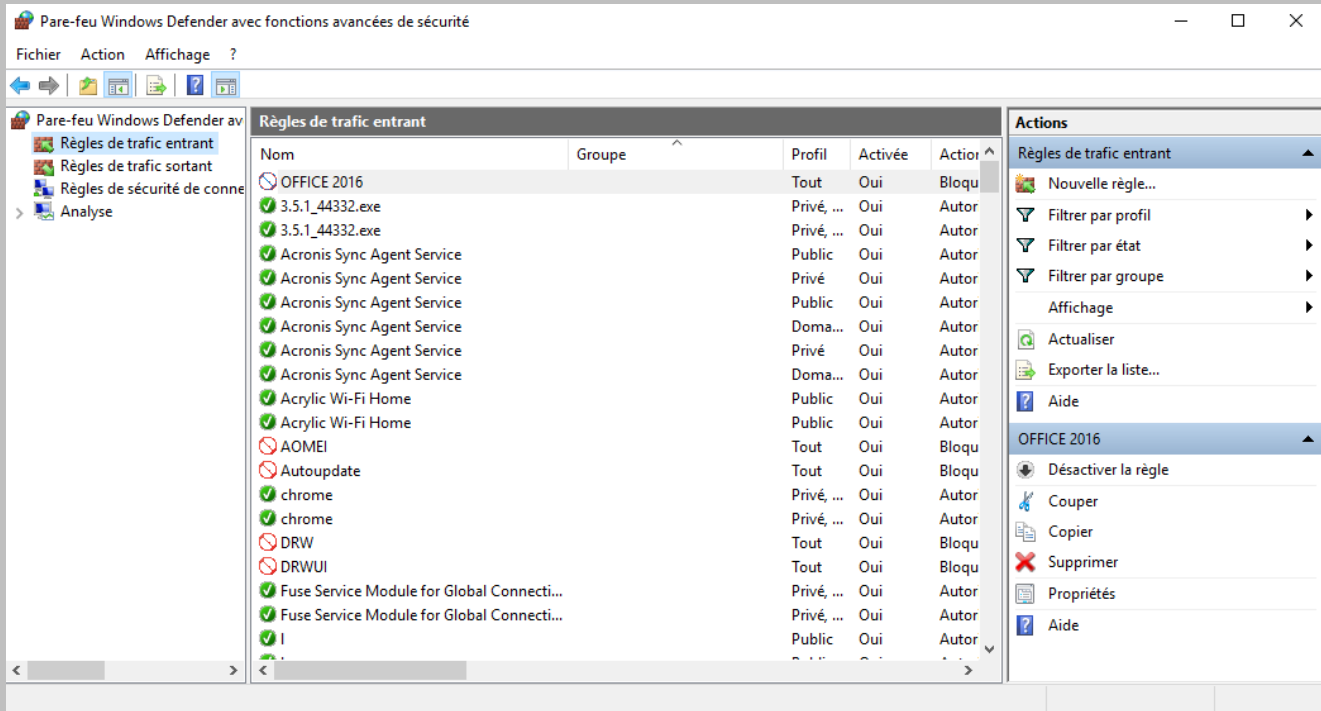 Pare-feu Windows Defender avec fonctions avancées de sécurité
Fichier Action Affichage ?
Pare-feu Windows Defender av
Règles de trafic entrant
Règles de trafic sortant
Règles de sécurité de conne
Analyse
Règles de trafic entrant
Nom Groupe Profil Activée Action
OFFICE 2016 Tout Oui Bloqu
3.5.1_44332.exe Privé, ... Oui Autor
3.5.1_44332.exe Privé, ... Oui Autor
Acronis Sync Agent Service Public Oui Autor
Acronis Sync Agent Service Privé Oui Autor
Acronis Sync Agent Service Public Oui Autor
Acronis Sync Agent Service Doma... Oui Autor
Acronis Sync Agent Service Privé Oui Autor
Acronis Sync Agent Service Doma... Oui Autor
Acrylic Wi-Fi Home Public Oui Autor
Acrylic Wi-Fi Home Public Oui Autor
AOMEI Tout Oui Bloqu
Autoupdate Tout Oui Bloqu
chrome Privé, ... Oui Autor
chrome Privé, ... Oui Autor
DRW Tout Oui Bloqu
DRWUI Tout Oui Bloqu
Fuse Service Module for Global Connecti... Privé, ... Oui Autor
Fuse Service Module for Global Connecti... Privé, ... Oui Autor
I Public Oui Autor
Actions
Règles de trafic entrant
Nouvelle règle...
Filtrer par profil
Filtrer par état
Filtrer par groupe
Affichage
Actualiser
Exporter la liste...
Aide
OFFICE 2016
Désactiver la règle
Couper
Copier
Supprimer
Propriétés
Aide